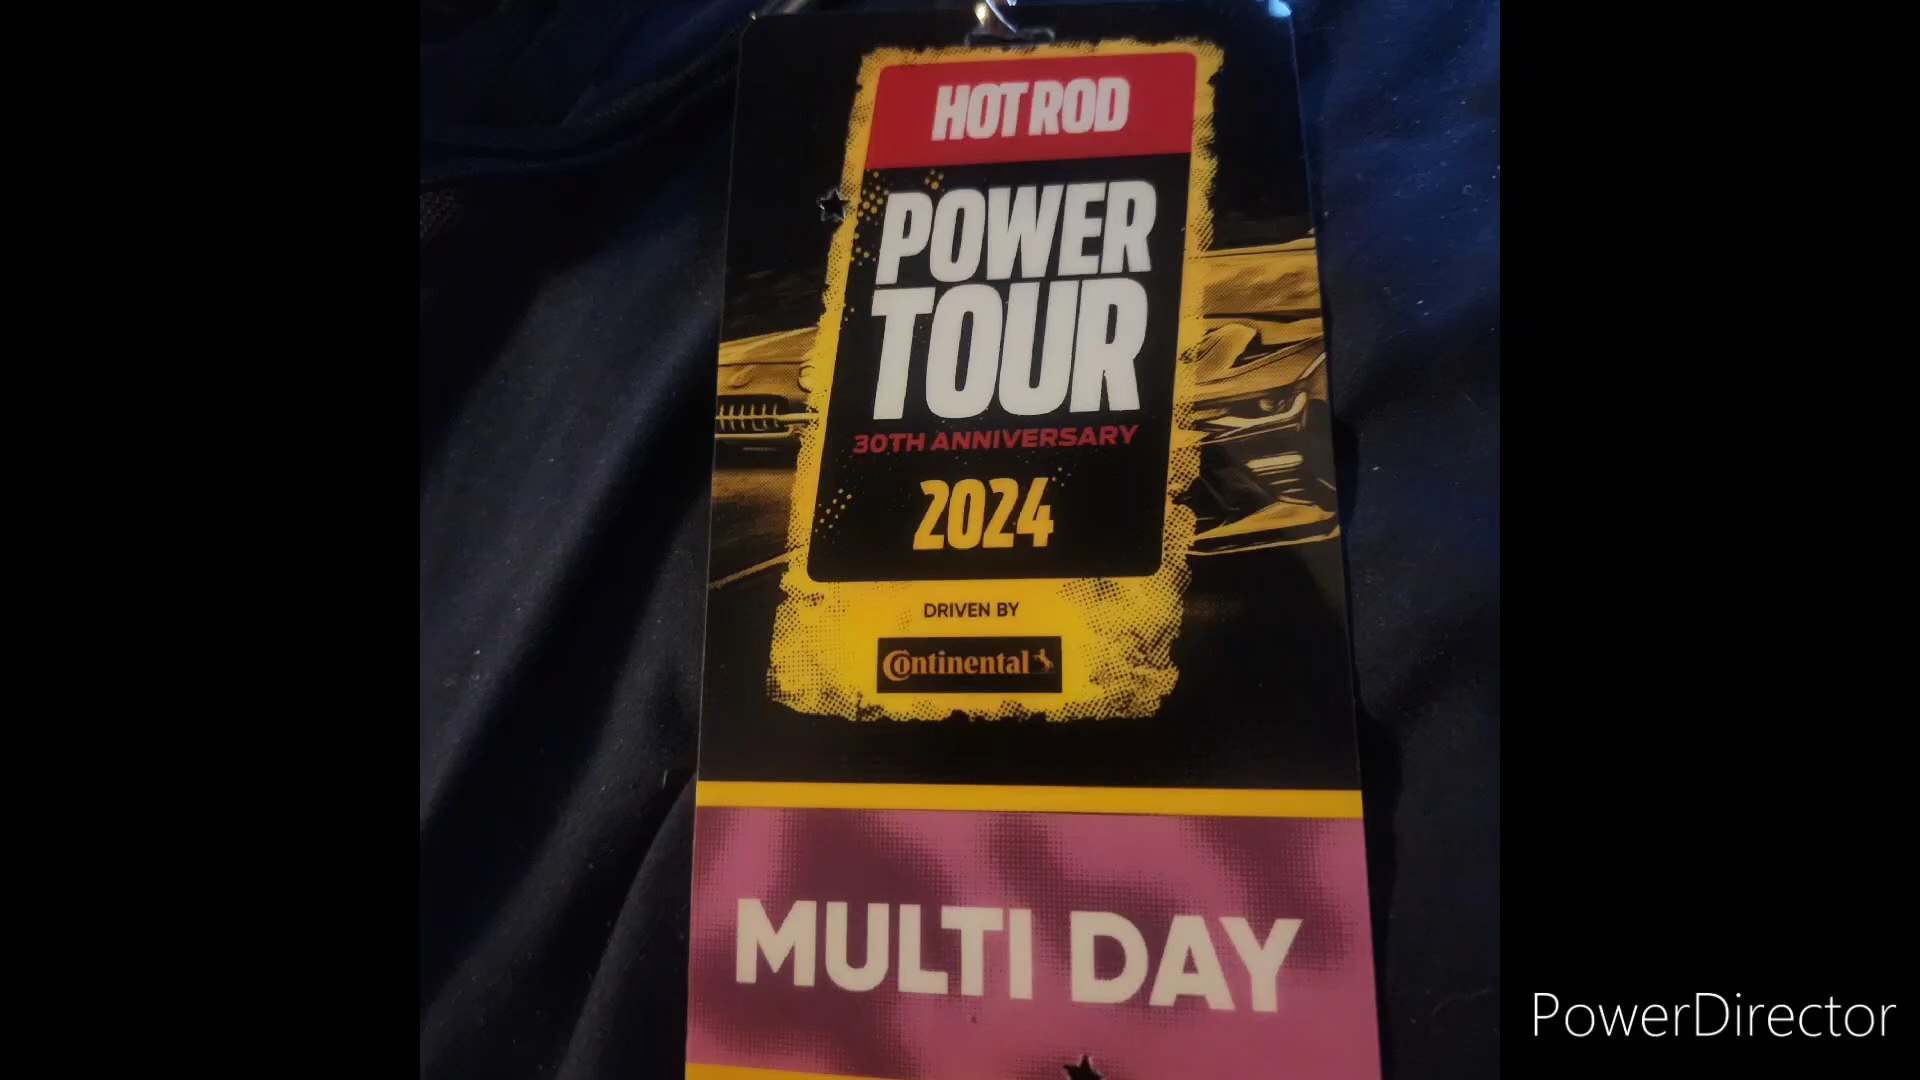 HOT ROD
POWER
TOUR
30TH ANNIVERSARY
2024
DRIVEN BY
Continental
MULTI DAY
PowerDirector